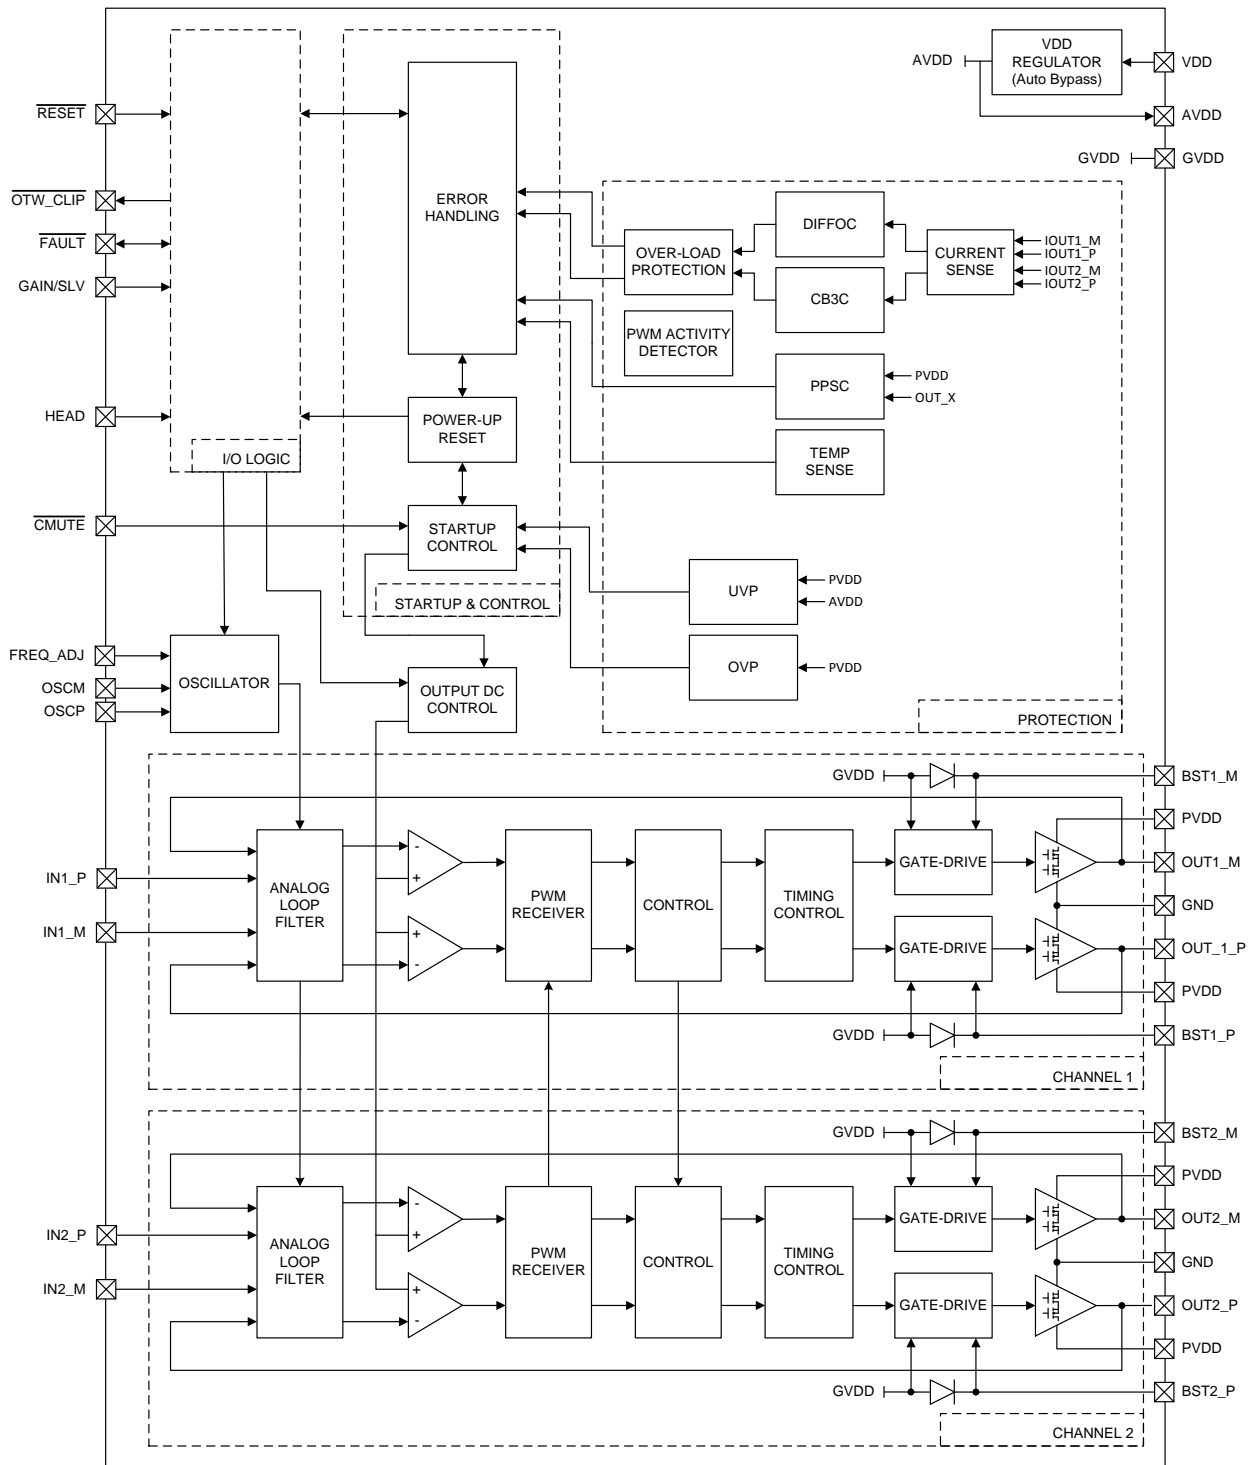 VDD
REGULATOR
(Auto Bypass)
AVDD
VDD
AVDD
GVDD
GVDD
RESET
OTW_CLIP
FAULT
GAIN/SLV
HEAD
CMUTE
FREQ_ADJ
OSCM
OSCP
I/O LOGIC
ERROR
HANDLING
POWER-UP
RESET
STARTUP
CONTROL
STARTUP & CONTROL
OSCILLATOR
OUTPUT DC
CONTROL
OVER-LOAD
PROTECTION
DIFFOC
CB3C
CURRENT
SENSE
IOUT1_M
IOUT1_P
IOUT2_M
IOUT2_P
PWM ACTIVITY
DETECTOR
PPSC
PVDD
OUT_X
TEMP
SENSE
UVP
PVDD
AVDD
OVP
PVDD
PROTECTION
GVDD
BST1_M
PVDD
OUT1_M
GND
OUT_1_P
PVDD
BST1_P
IN1_P
IN1_M
ANALOG
LOOP
FILTER
-
+
+
-
PWM
RECEIVER
CONTROL
TIMING
CONTROL
GATE-DRIVE
GATE-DRIVE
GVDD
CHANNEL 1
GVDD
BST2_M
PVDD
OUT2_M
GND
OUT2_P
PVDD
BST2_P
IN2_P
IN2_M
ANALOG
LOOP
FILTER
-
+
+
-
PWM
RECEIVER
CONTROL
TIMING
CONTROL
GATE-DRIVE
GATE-DRIVE
GVDD
CHANNEL 2